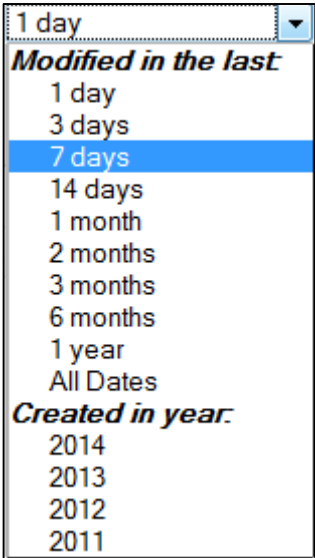 1 day
Modified in the last:
1 day
3 days
7 days
14 days
1 month
2 months
3 months
6 months
1 year
All Dates
Created in year:
2014
2013
2012
2011